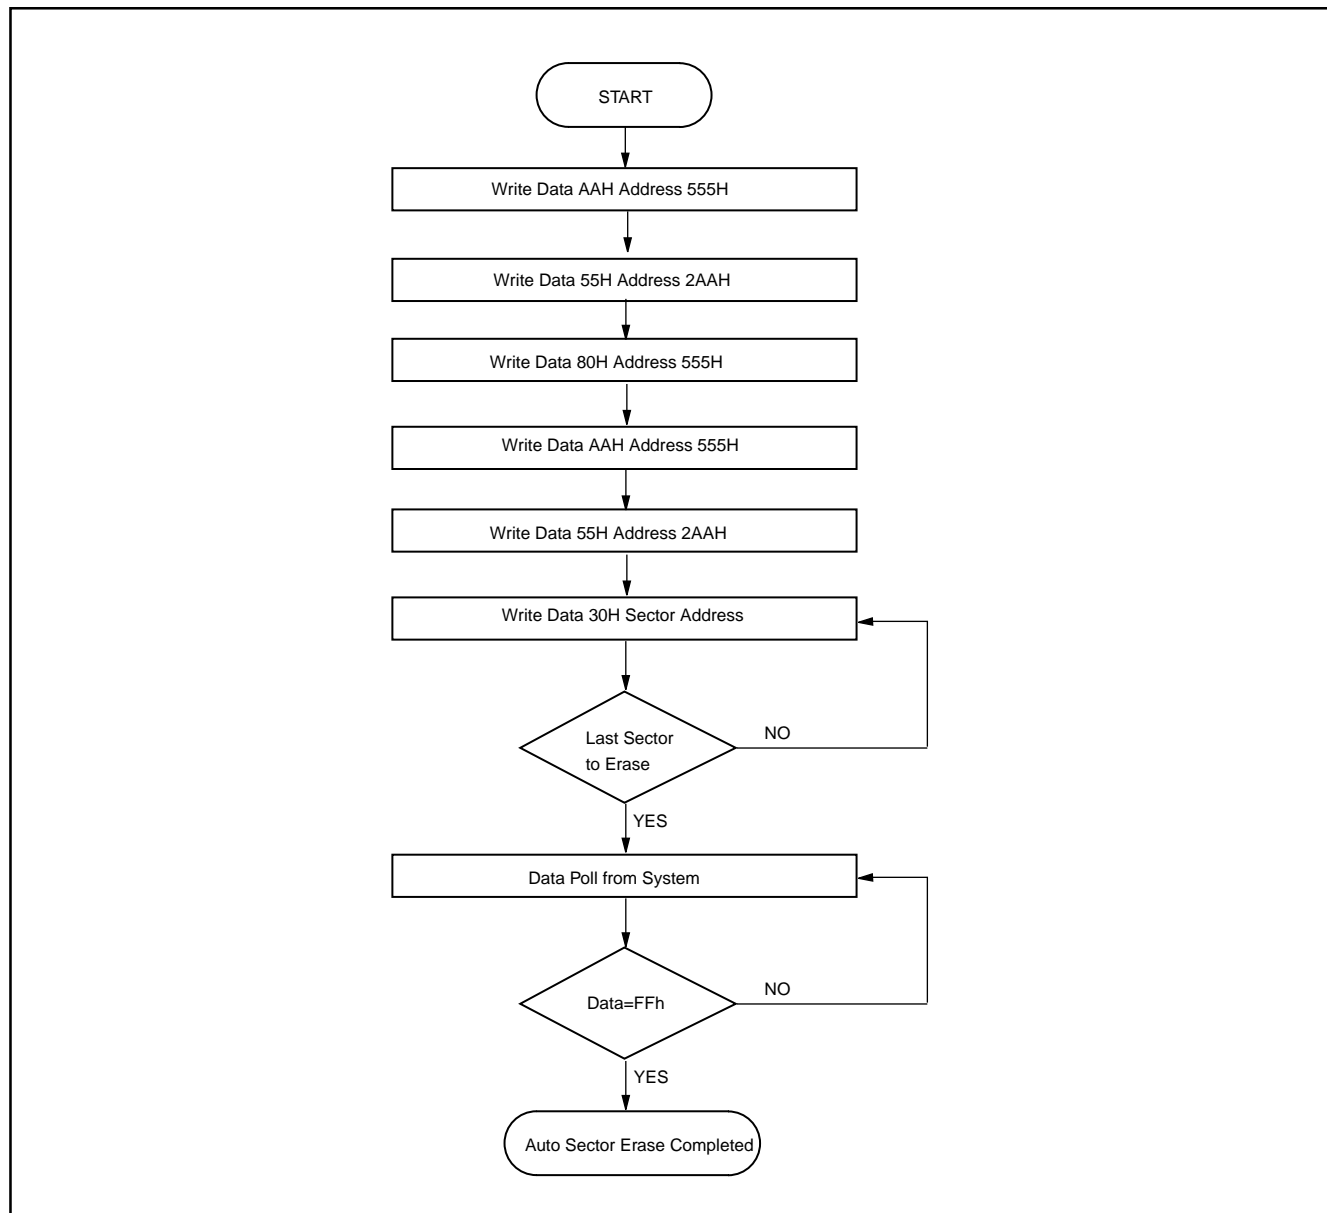 START
Write Data AAH Address 555H
Write Data 55H Address 2AAH
Write Data 80H Address 555H
Write Data AAH Address 555H
Write Data 55H Address 2AAH
Write Data 30H Sector Address
Last Sector
to Erase
NO
YES
Data Poll from System
Data=FFh
NO
YES
Auto Sector Erase Completed